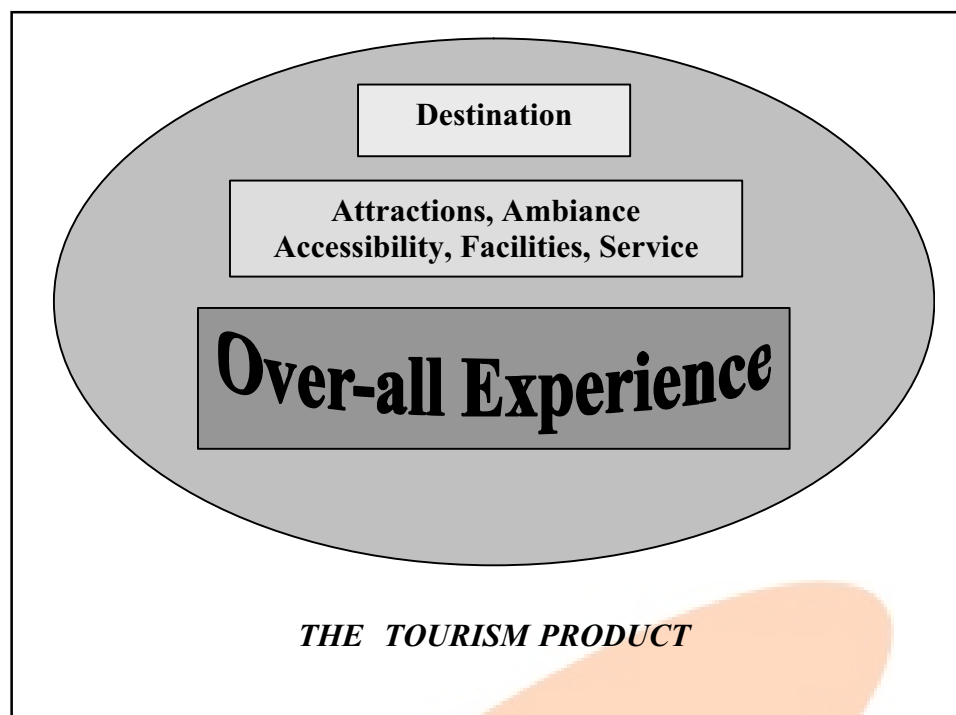 Destination
Attractions, Ambiance
Accessibility, Facilities, Service
Over-all Experience
THE TOURISM PRODUCT